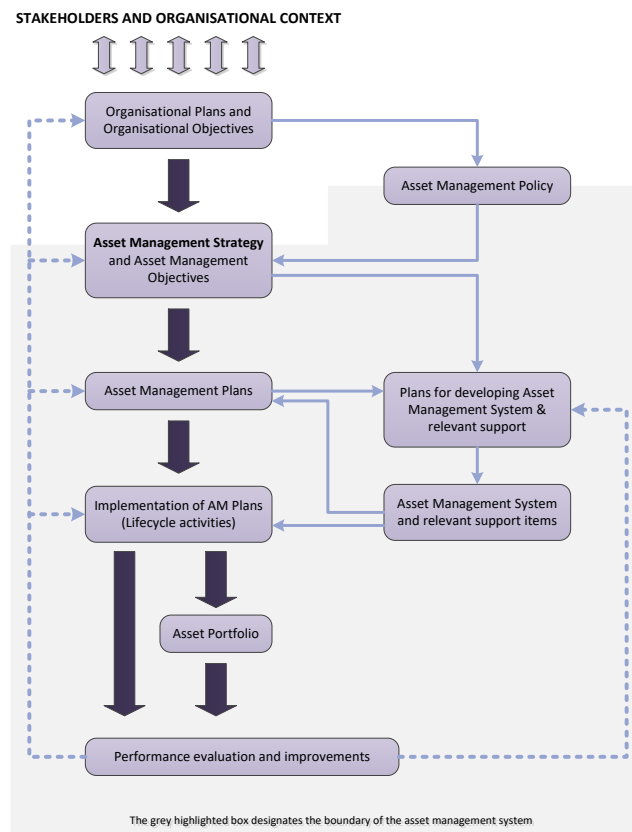 STAKEHOLDERS AND ORGANISATIONAL CONTEXT
Organisational Plans and
Organisational Objectives
Asset Management Policy
Asset Management Strategy
and Asset Management
Objectives
Asset Management Plans
Plans for developing Asset
Management System &
relevant support
Implementation of AM Plans
(Lifecycle activities)
Asset Management System
and relevant support items
Asset Portfolio
Performance evaluation and improvements
The grey highlighted box designates the boundary of the asset management system